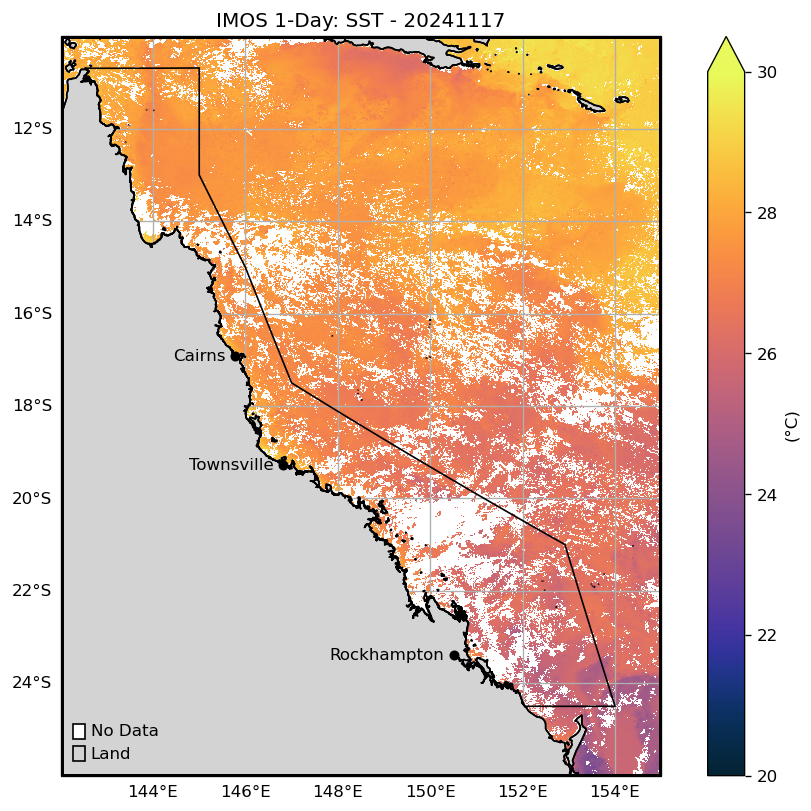 IMOS 1-Day: SST - 20241117
12°S
14°S
16°S
18°S
20°S
22°S
24°S
Cairns
Townsville
Rockhampton
No Data
Land
144°E 146°E 148°E 150°E 152°E 154°E
30
28
26
24
22
20
(°C)